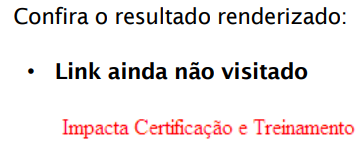 Confira o resultado renderizado:
• Link ainda não visitado
Impacta Certificação e Treinamento